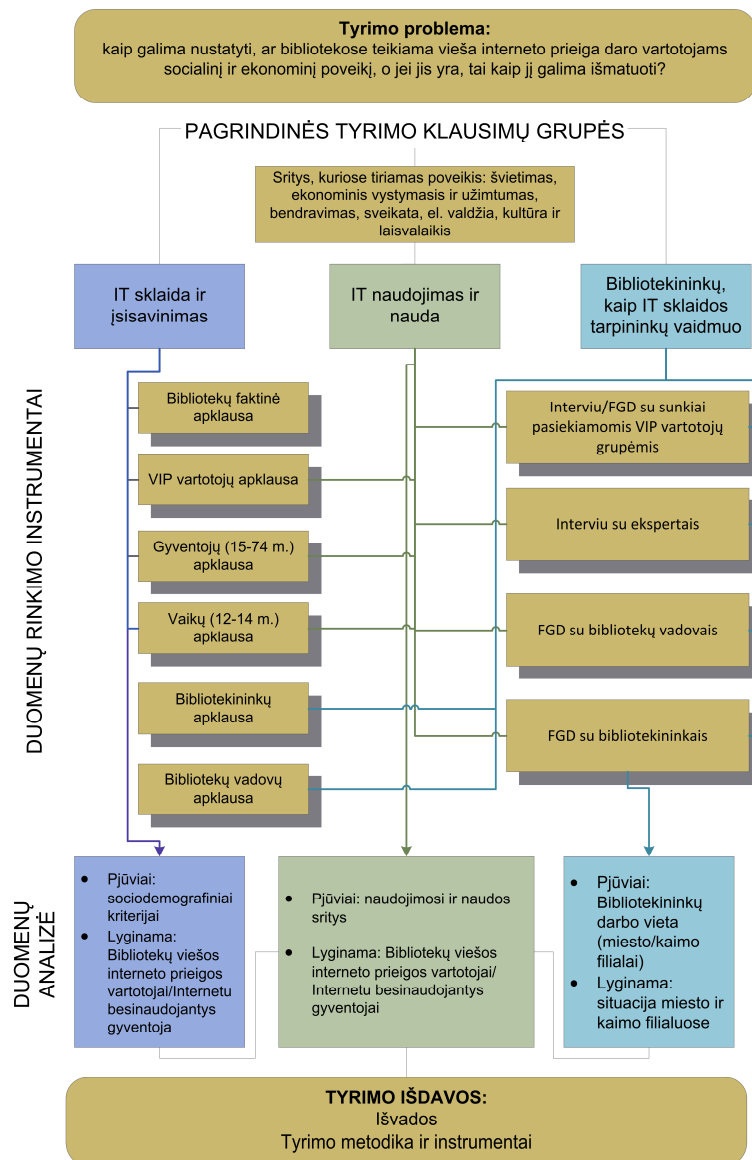 Tyrimo problema:
kaip galima nustatyti, ar bibliotekose teikiama vieša interneto prieiga daro vartotojams
socialinį ir ekonominį poveikį, o jei jis yra, tai kaip jį galima išmatuoti?
PAGRINDINĖS TYRIMO KLAUSIMŲ GRUPĖS
Sritys, kuriose tiriamas poveikis: švietimas,
ekonominis vystymasis ir užimtumas,
bendravimas, sveikata, el. valdžia, kultūra ir
laisvalaikis
IT sklaida ir
įsisavinimas
IT naudojimas ir
nauda
Bibliotekininkų,
kaip IT sklaidos
tarpininkų vaidmuo
DUOMENŲ RINKIMO INSTRUMENTAI
Bibliotekų faktinė
apklausa
VIP vartotojų apklausa
Gyventojų (15-74 m.)
apklausa
Vaikų (12-14 m.)
apklausa
Bibliotekininkų
apklausa
Bibliotekų vadovų
apklausa
Interviu/FGD su sunkiai
pasiekiamomis VIP vartotojų
grupėmis
Interviu su ekspertais
FGD su bibliotekų vadovais
FGD su bibliotekininkais
DUOMENŲ
ANALIZĖ
• Pjūviai:
sociodemografiniai
kriterijai
• Lyginama:
Bibliotekų viešos
interneto prieigos
vartotojai/Internetu
besinaudojantys
gyventoja
• Pjūviai: naudojimosi ir naudos
sritys
• Lyginama: Bibliotekų viešos
interneto prieigos vartotojai/
Internetu besinaudojantys
gyventojai
• Pjūviai:
Bibliotekininkų
darbo vieta
(miesto/kaimo
filialai)
• Lyginama:
situacija miesto ir
kaimo filialuose
TYRIMO IŠDAVOS:
Išvados
Tyrimo metodika ir instrumentai